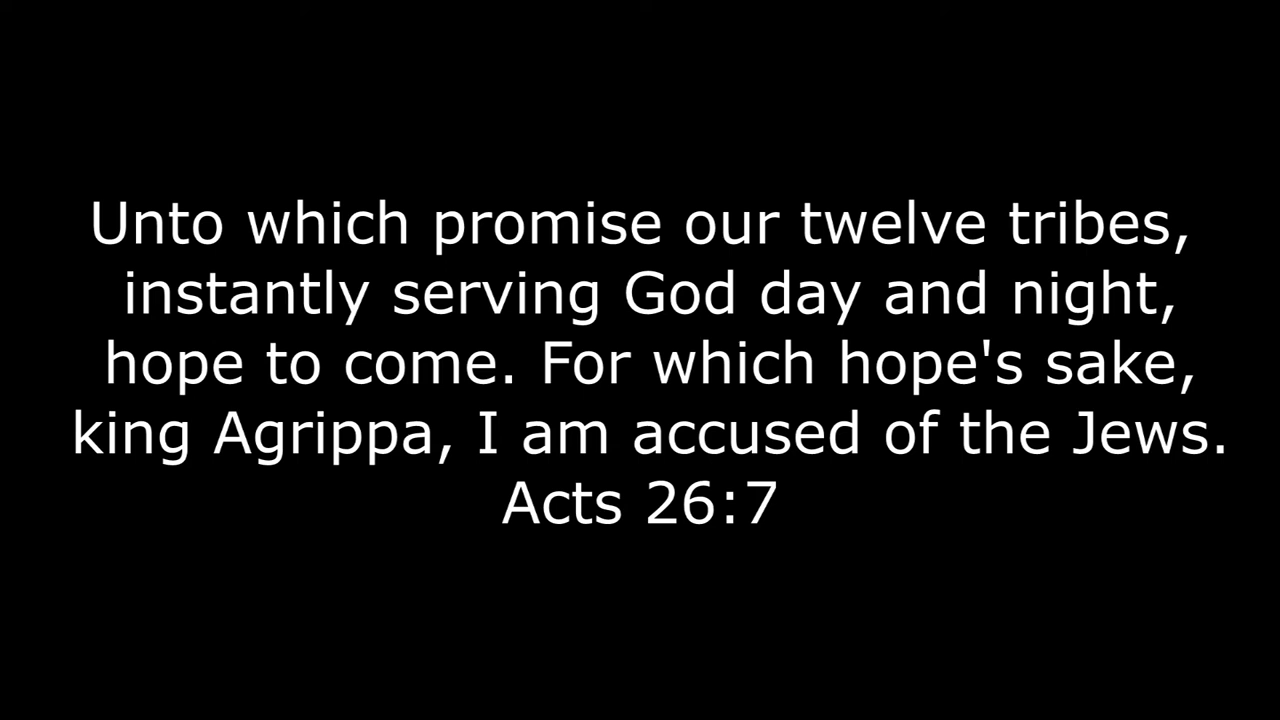 Unto which promise our twelve tribes,
instantly serving God day and night,
hope to come. For which hope's sake,
king Agrippa, I am accused of the Jews.
Acts 26:7